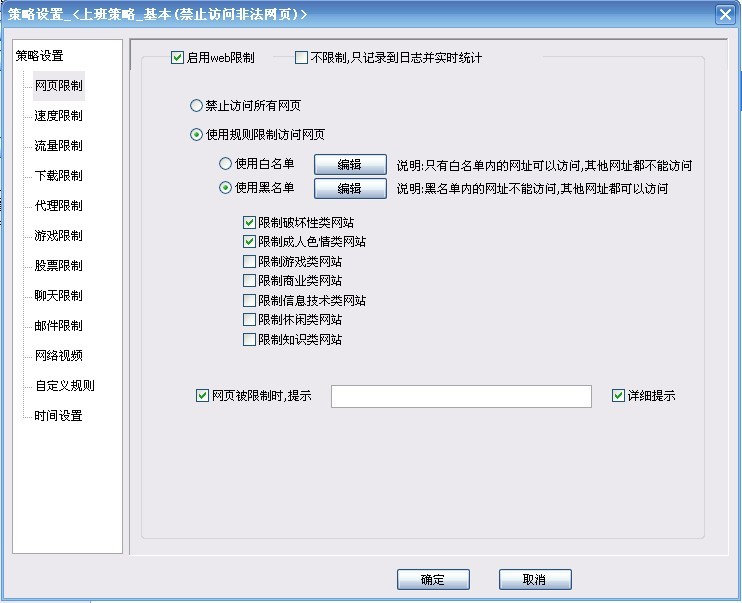 策略设置_<上班策略_基本(禁止访问非法网页)>
策略设置
网页限制
速度限制
流量限制
下载限制
代理限制
游戏限制
股票限制
聊天限制
邮件限制
网络视频
自定义规则
时间设置
启用web限制 不限制,只记录到日志并实时统计
禁止访问所有网页
使用规则限制访问网页
使用白名单 编辑 说明:只有白名单内的网址可以访问,其他网址都不能访问
使用黑名单 编辑 说明:黑名单内的网址不能访问,其他网址都可以访问
限制破坏性类网站
限制成人色情类网站
限制游戏类网站
限制商业类网站
限制信息技术类网站
限制休闲类网站
限制知识类网站
网页被限制时,提示 详细提示
确定 取消